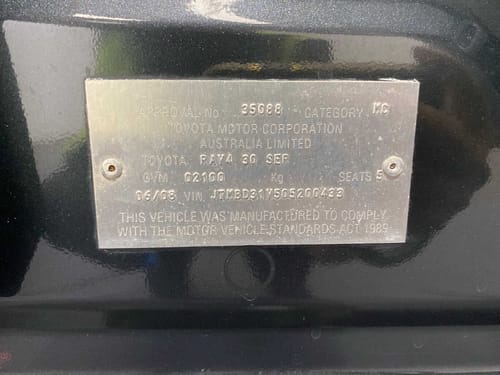 APPROVAL No 35088 CATEGORY MC
TOYOTA MOTOR CORPORATION
AUSTRALIA LIMITED
TOYOTA RAV4 30 SER
GVM 02100 Kg SEATS 5
06/08 VIN JTMBD31V505200433
THIS VEHICLE WAS MANUFACTURED TO COMPLY
WITH THE MOTOR VEHICLE STANDARDS ACT 1989